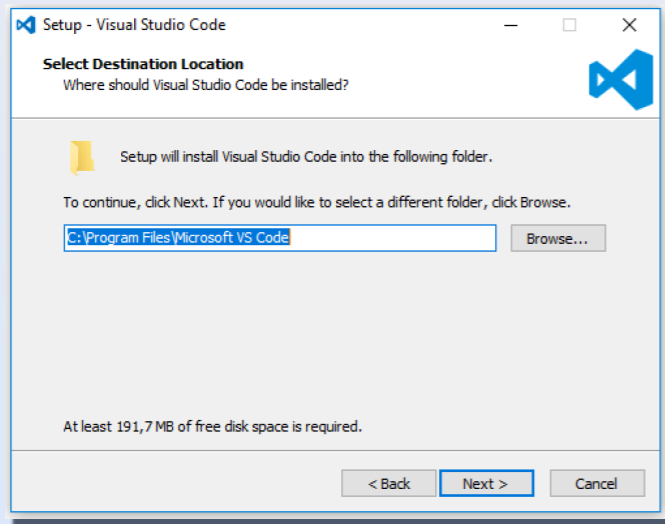 Setup - Visual Studio Code
Select Destination Location
Where should Visual Studio Code be installed?
Setup will install Visual Studio Code into the following folder.
To continue, click Next. If you would like to select a different folder, click Browse.
C:\Program Files\Microsoft VS Code
Browse...
At least 191,7 MB of free disk space is required.
< Back Next > Cancel